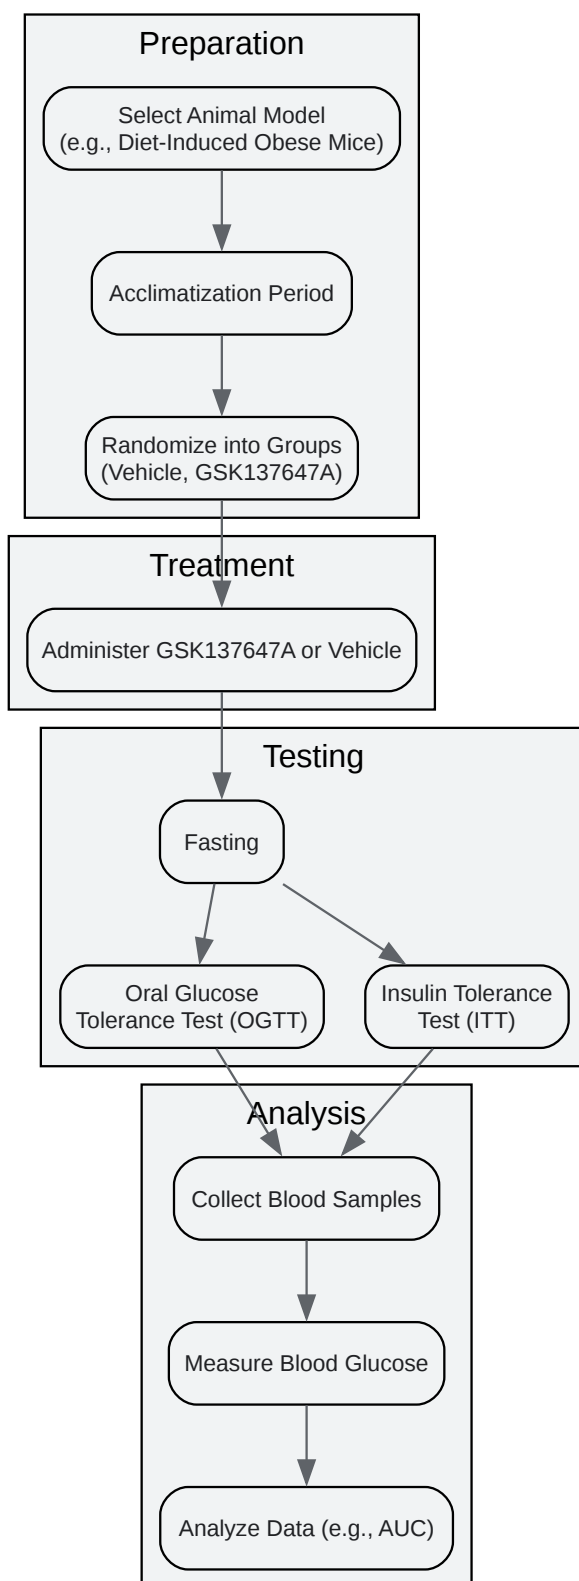 Preparation
Select Animal Model
(e.g., Diet-Induced Obese Mice)
Acclimatization Period
Randomize into Groups
(Vehicle, GSK137647A)
Treatment
Administer GSK137647A or Vehicle
Testing
Fasting
Oral Glucose
Tolerance Test (OGTT)
Insulin Tolerance
Test (ITT)
Analysis
Collect Blood Samples
Measure Blood Glucose
Analyze Data (e.g., AUC)